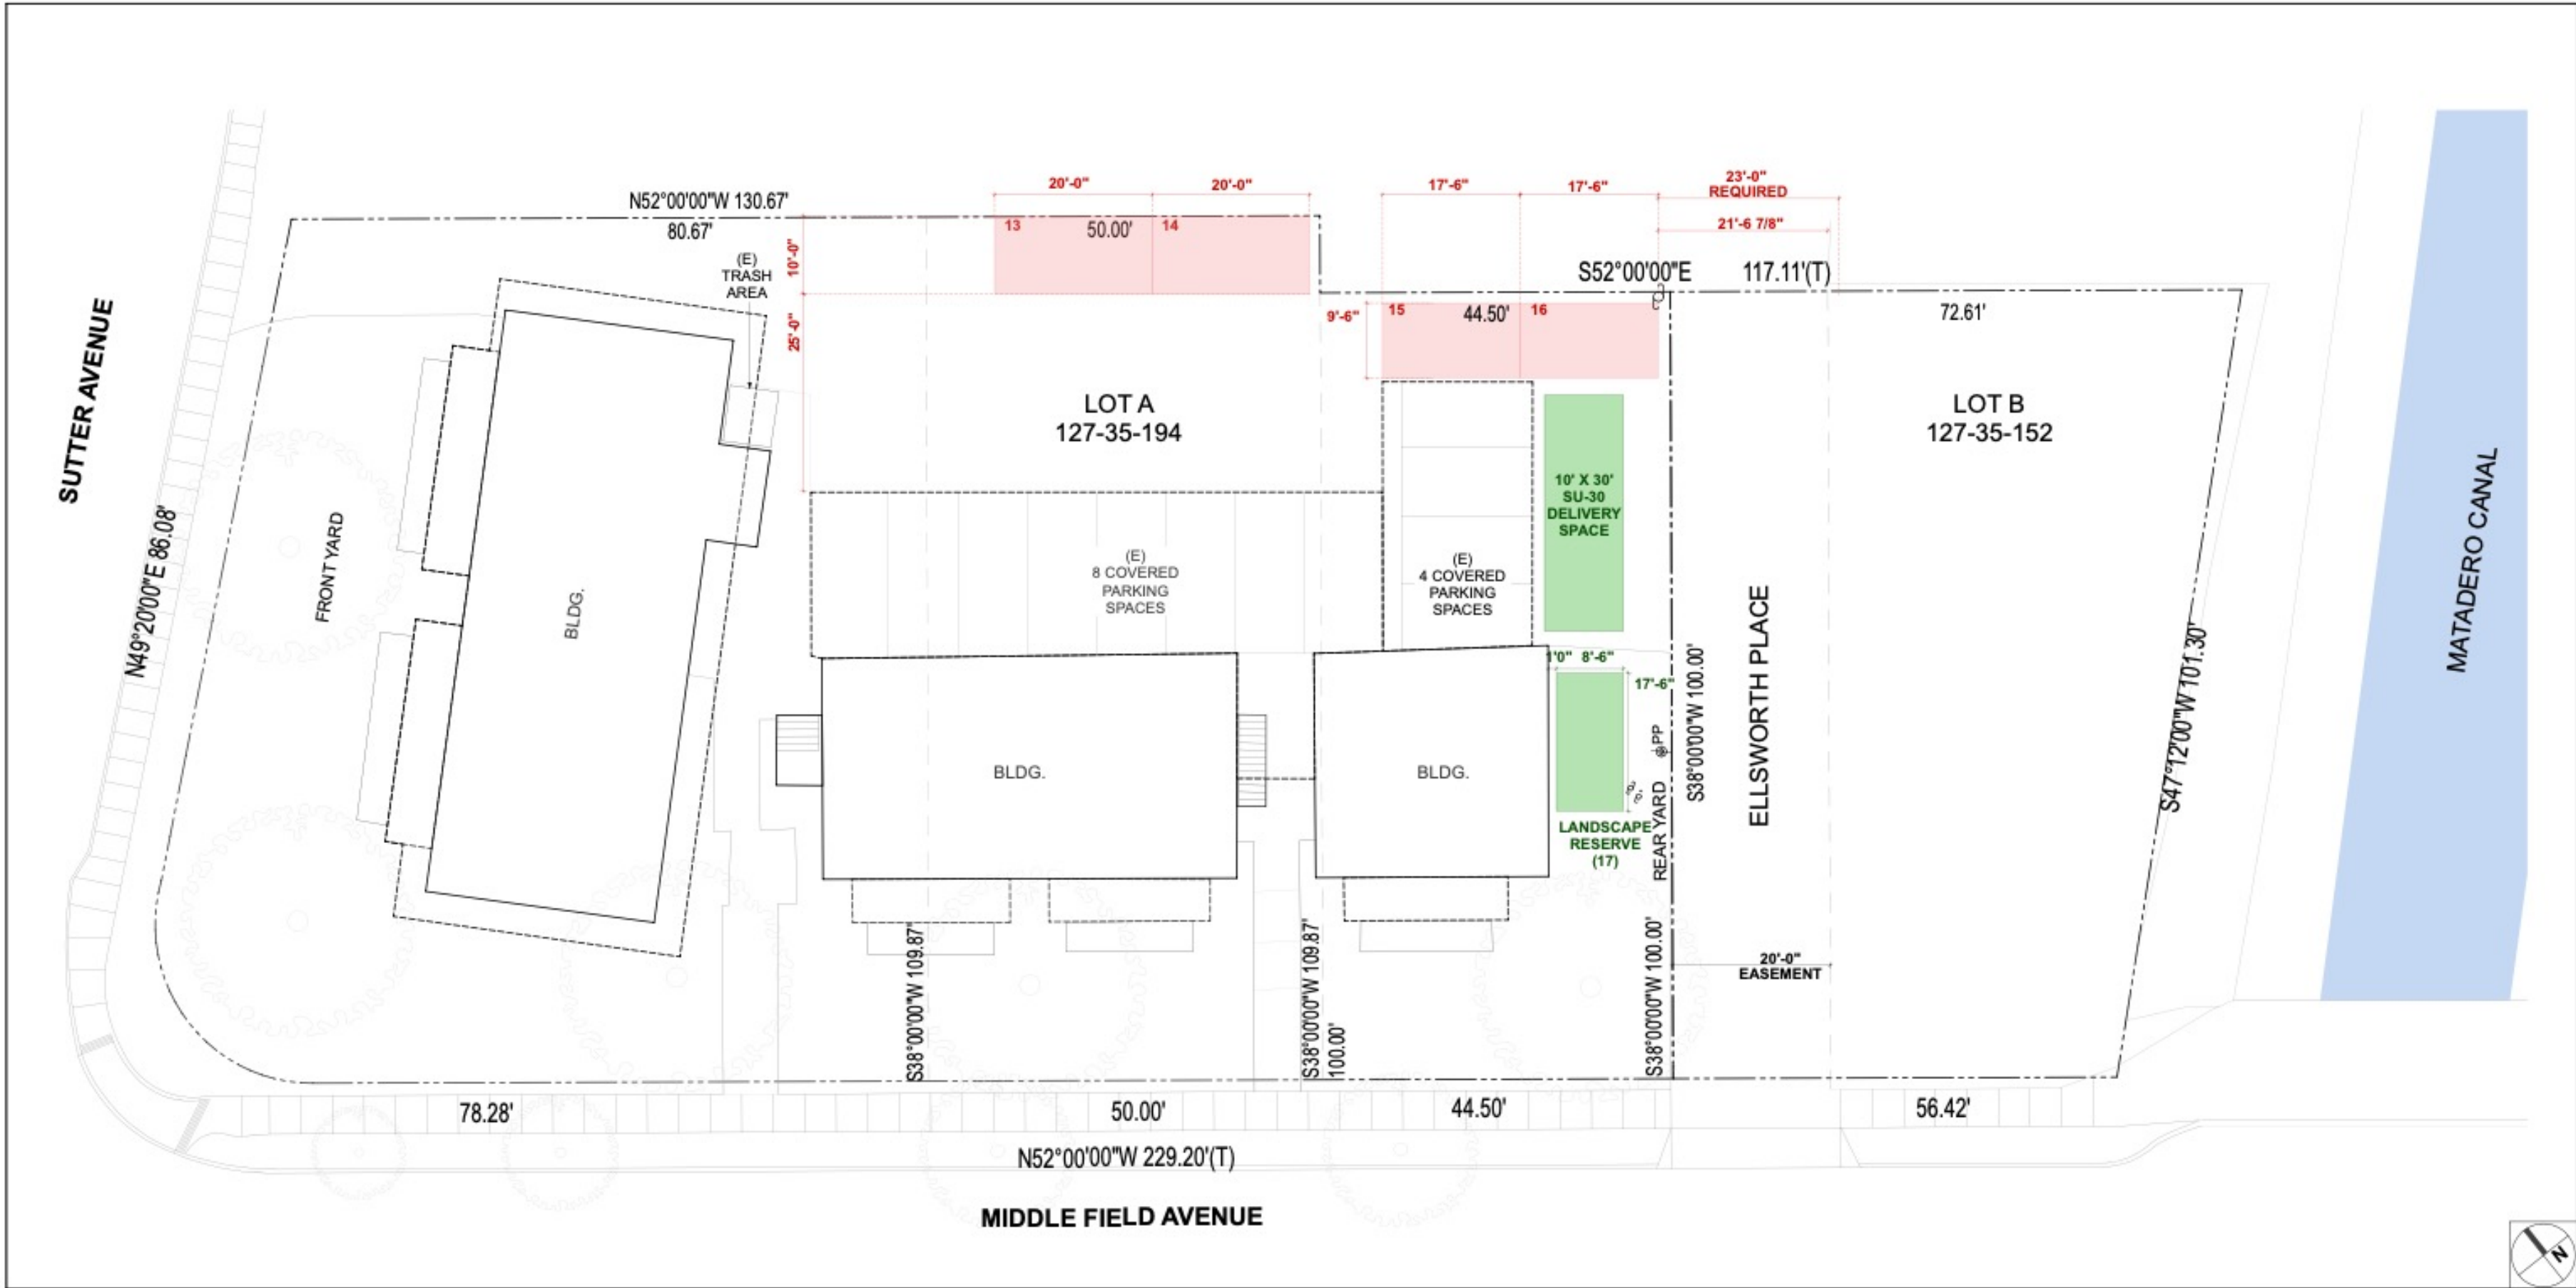 20'-0"
20'-0"
17'-6"
17'-6"
23'-0"
REQUIRED
N52°00'00"W 130.67'
80.67'
13
50.00'
14
21'-6 7/8"
10'-0"
(E)
TRASH
AREA
S52°00'00"E
117.11'(T)
25'-0"
9'-6"
15
44.50'
16
72.61'
SUTTER AVENUE
LOT A
127-35-194
LOT B
127-35-152
10' X 30'
SU-30
DELIVERY
SPACE
MATADERO CANAL
N49°20'00"E 86.08'
FRONT YARD
BLDG.
(E)
8 COVERED
PARKING
SPACES
(E)
4 COVERED
PARKING
SPACES
1'0"
8'-6"
17'-6"
S38°00'00"W 100.00'
ELLSWORTH PLACE
S47°12'00"W 101.30'
PP
BLDG.
BLDG.
LANDSCAPE
RESERVE
(17)
REAR YARD
S38°00'00"W 109.87'
S38°00'00"W 109.87'
100.00'
S38°00'00"W 100.00'
20'-0"
EASEMENT
78.28'
50.00'
44.50'
56.42'
N52°00'00"W 229.20'(T)
MIDDLE FIELD AVENUE
N